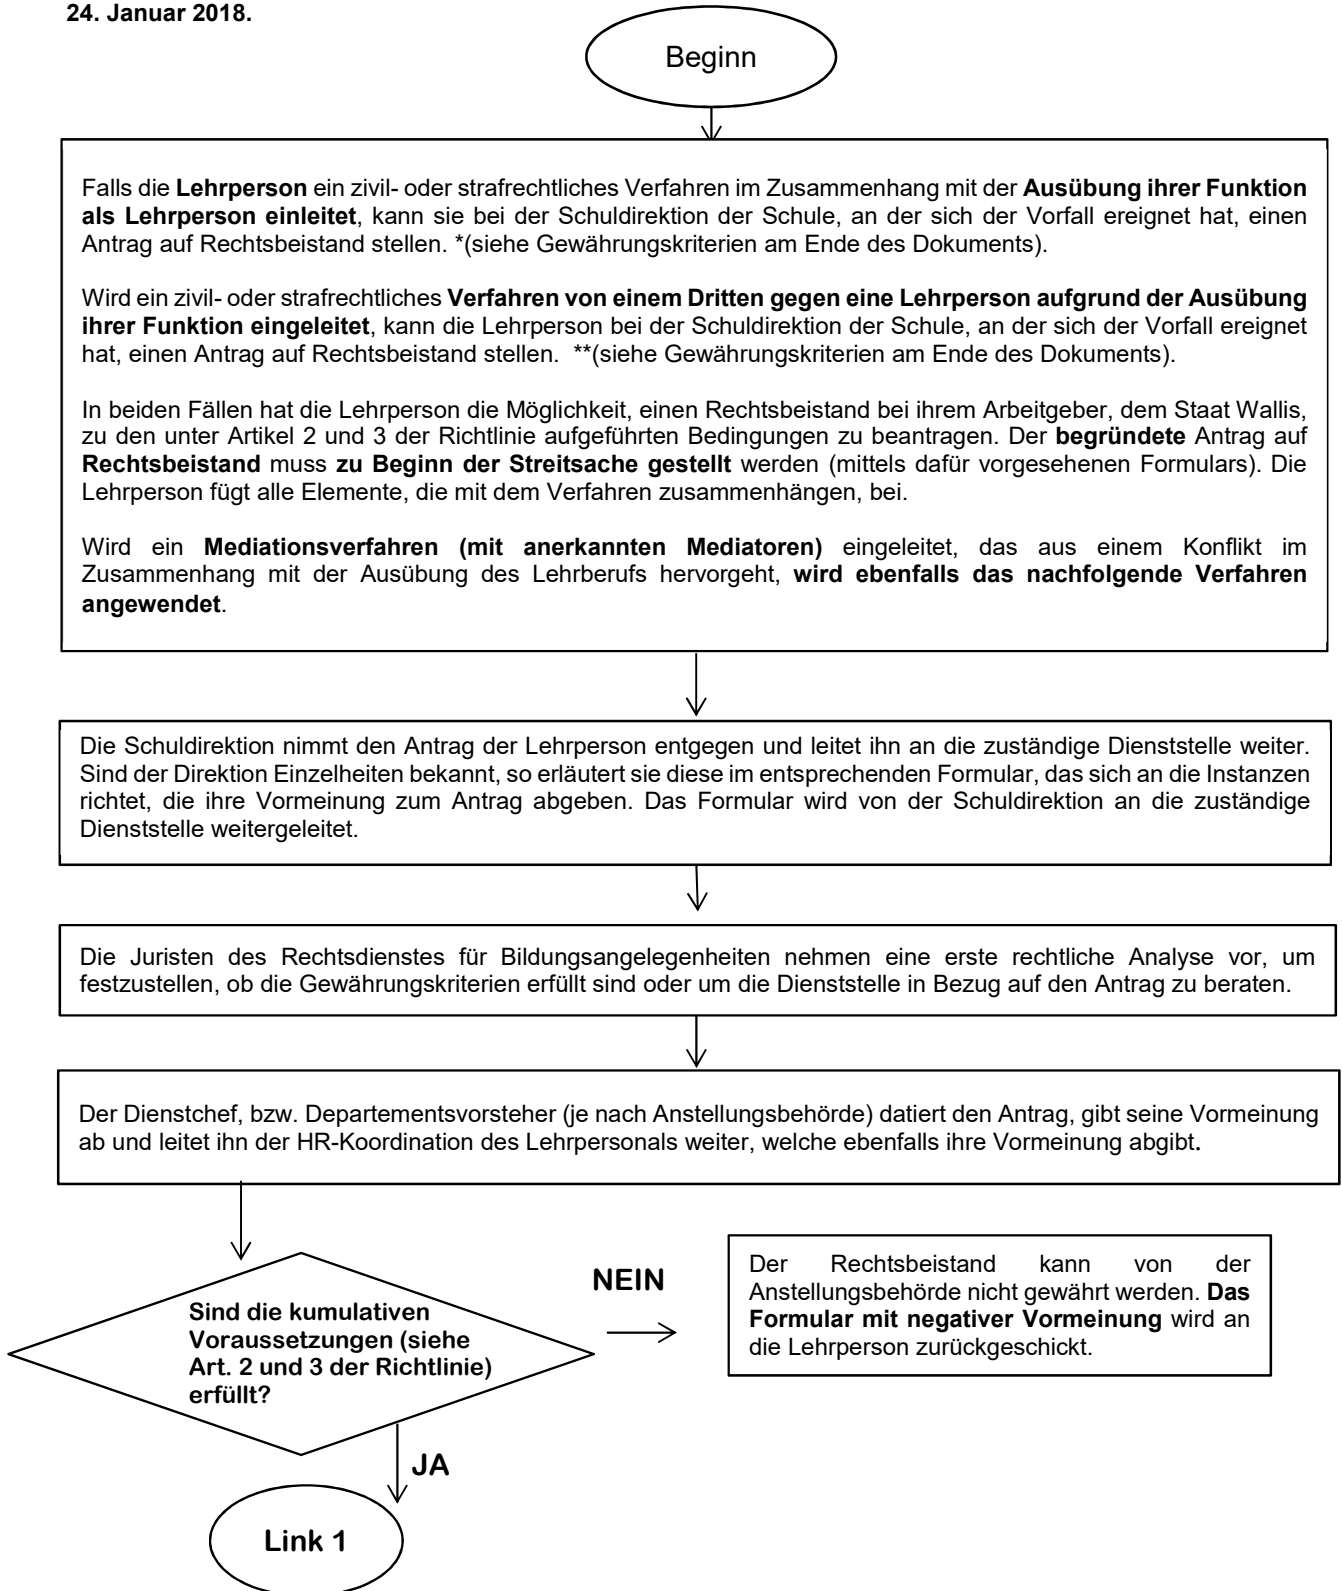 24. Januar 2018.
Beginn
Falls die Lehrperson ein zivil- oder strafrechtliches Verfahren im Zusammenhang mit der Ausübung ihrer Funktion
als Lehrperson einleitet, kann sie bei der Schuldirektion der Schule, an der sich der Vorfall ereignet hat, einen
Antrag auf Rechtsbeistand stellen. *(siehe Gewährungskriterien am Ende des Dokuments).
Wird ein zivil- oder strafrechtliches Verfahren von einem Dritten gegen eine Lehrperson aufgrund der Ausübung
ihrer Funktion eingeleitet, kann die Lehrperson bei der Schuldirektion der Schule, an der sich der Vorfall ereignet
hat, einen Antrag auf Rechtsbeistand stellen. **(siehe Gewährungskriterien am Ende des Dokuments).
In beiden Fällen hat die Lehrperson die Möglichkeit, einen Rechtsbeistand bei ihrem Arbeitgeber, dem Staat Wallis,
zu den unter Artikel 2 und 3 der Richtlinie aufgeführten Bedingungen zu beantragen. Der begründete Antrag auf
Rechtsbeistand muss zu Beginn der Streitsache gestellt werden (mittels dafür vorgesehenen Formulars). Die
Lehrperson fügt alle Elemente, die mit dem Verfahren zusammenhängen, bei.
Wird ein Mediationsverfahren (mit anerkannten Mediatoren) eingeleitet, das aus einem Konflikt im
Zusammenhang mit der Ausübung des Lehrberufs hervorgeht, wird ebenfalls das nachfolgende Verfahren
angewendet.
Die Schuldirektion nimmt den Antrag der Lehrperson entgegen und leitet ihn an die zuständige Dienststelle weiter.
Sind der Direktion Einzelheiten bekannt, so erläutert sie diese im entsprechenden Formular, das sich an die Instanzen
richtet, die ihre Vormeinung zum Antrag abgeben. Das Formular wird von der Schuldirektion an die zuständige
Dienststelle weitergeleitet.
Die Juristen des Rechtsdienstes für Bildungsangelegenheiten nehmen eine erste rechtliche Analyse vor, um
festzustellen, ob die Gewährungskriterien erfüllt sind oder um die Dienststelle in Bezug auf den Antrag zu beraten.
Der Dienstchef, bzw. Departementsvorsteher (je nach Anstellungsbehörde) datiert den Antrag, gibt seine Vormeinung
ab und leitet ihn der HR-Koordination des Lehrpersonals weiter, welche ebenfalls ihre Vormeinung abgibt.
Sind die kumulativen
Voraussetzungen (siehe
Art. 2 und 3 der Richtlinie)
erfüllt?
NEIN
Der Rechtsbeistand kann von der
Anstellungsbehörde nicht gewährt werden. Das
Formular mit negativer Vormeinung wird an
die Lehrperson zurückgeschickt.
JA
Link 1